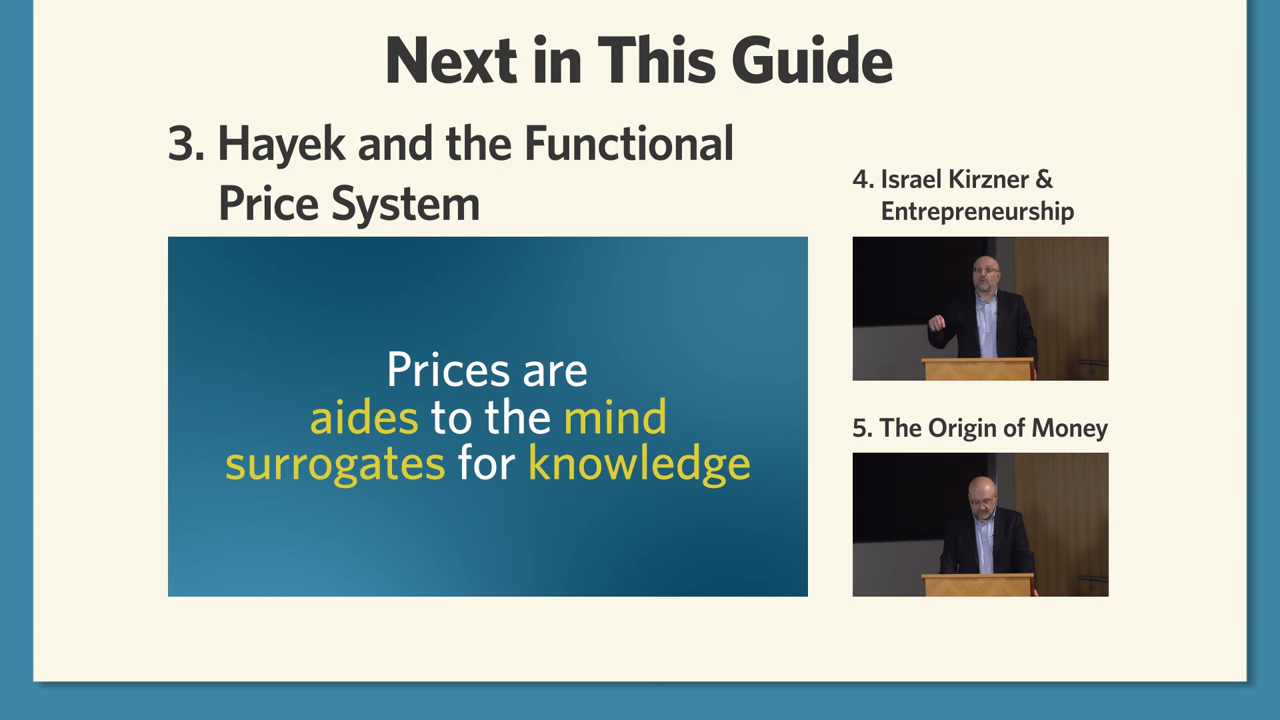 Next in This Guide
3. Hayek and the Functional
Price System
Prices are
aides to the mind
surrogates for knowledge
4. Israel Kirzner &
Entrepreneurship
5. The Origin of Money